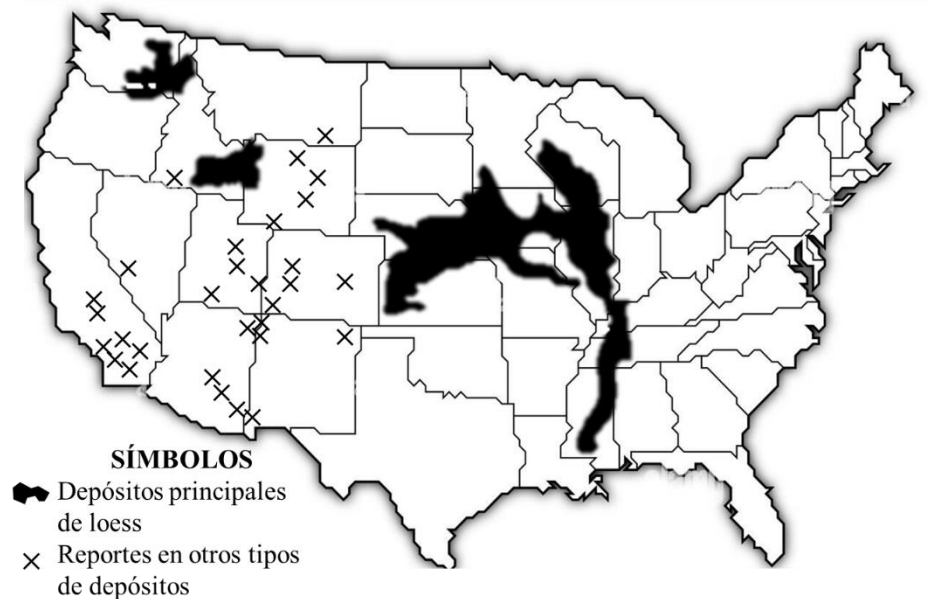 SÍMBOLOS
Depósitos principales
de loess
Reportes en otros tipos
de depósitos